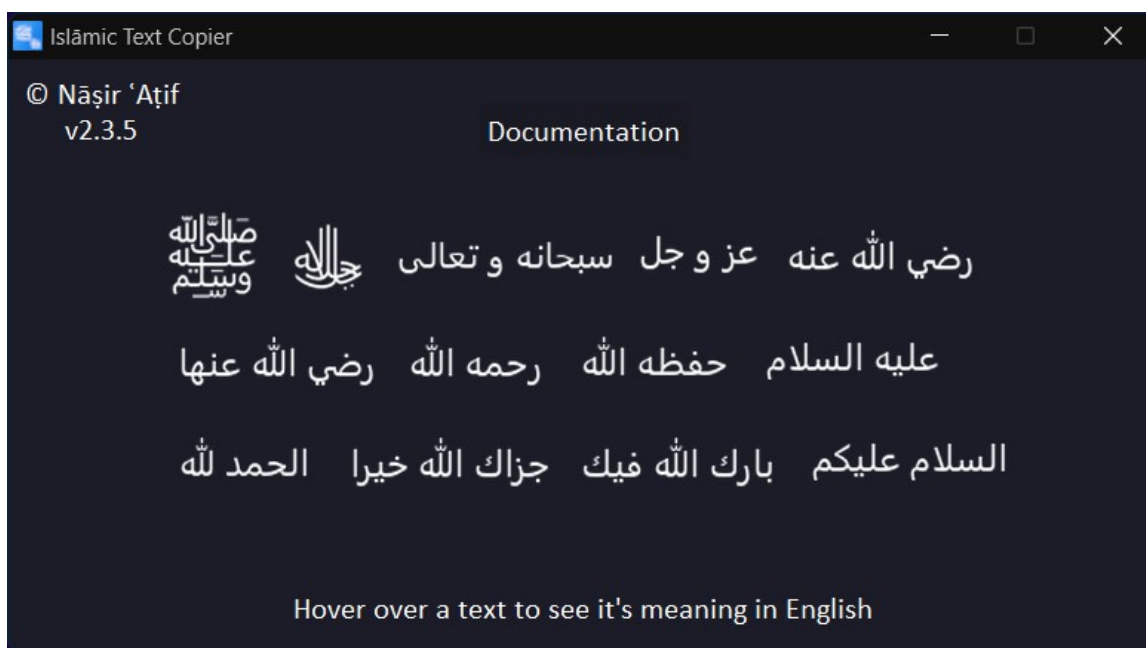 Islāmic Text Copier
© Nāṣir ʿAṭif
v2.3.5
Documentation
رضي الله عنه عز و جل سبحانه و تعالى ﷻ ﷺ
عليه السلام حفظه الله رحمه الله رضي الله عنها
السلام عليكم بارك الله فيك جزاك الله خيرا الحمد لله
Hover over a text to see it's meaning in English